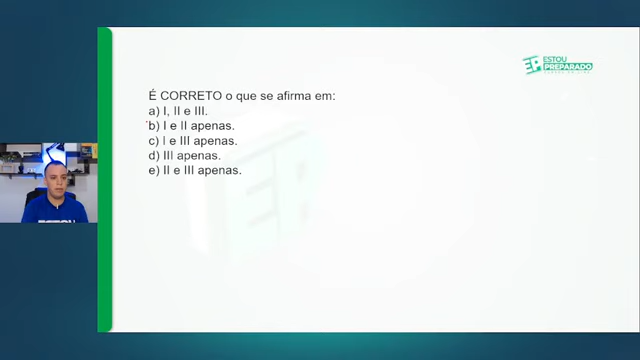 ESTOU
PREPARADO
É CORRETO o que se afirma em:
a) I, II e III.
b) I e II apenas.
c) I e III apenas.
d) III apenas.
e) II e III apenas.